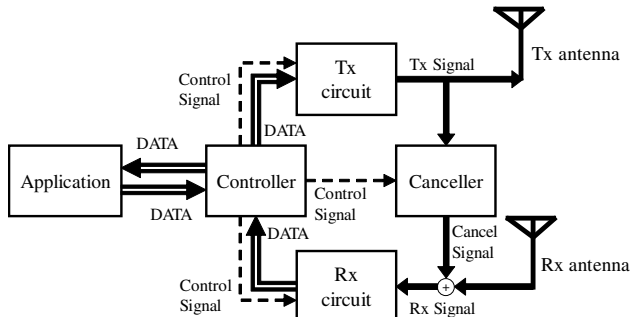 Tx antenna
Tx Signal
Tx
circuit
Control
Signal
DATA
DATA
Application
Controller
Canceller
DATA
Control
Signal
Cancel
Signal
DATA
Control
Signal
Rx
circuit
+
Rx Signal
Rx antenna